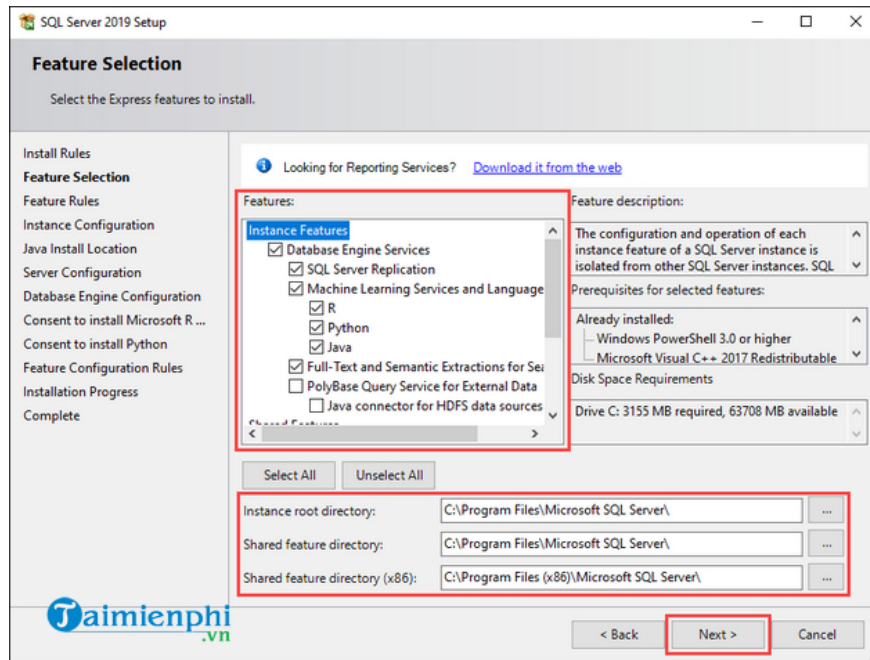 SQL Server 2019 Setup
Feature Selection
Select the Express features to install.
Install Rules
Feature Selection
Feature Rules
Instance Configuration
Java Install Location
Server Configuration
Database Engine Configuration
Consent to install Microsoft R ...
Consent to install Python
Feature Configuration Rules
Installation Progress
Complete
Looking for Reporting Services? Download it from the web
Features:
Instance Features
Database Engine Services
SQL Server Replication
Machine Learning Services and Language
R
Python
Java
Full-Text and Semantic Extractions for Sea
PolyBase Query Service for External Data
Java connector for HDFS data sources
Shared Features
Feature description:
The configuration and operation of each
instance feature of a SQL Server instance is
isolated from other SQL Server instances. SQL
Prerequisites for selected features:
Already installed:
Windows PowerShell 3.0 or higher
Microsoft Visual C++ 2017 Redistributable
Disk Space Requirements
Drive C: 3155 MB required, 63708 MB available
Select All
Unselect All
Instance root directory: C:\Program Files\Microsoft SQL Server\ ...
Shared feature directory: C:\Program Files\Microsoft SQL Server\ ...
Shared feature directory (x86): C:\Program Files (x86)\Microsoft SQL Server\ ...
Taimienphi
.vn
< Back
Next >
Cancel